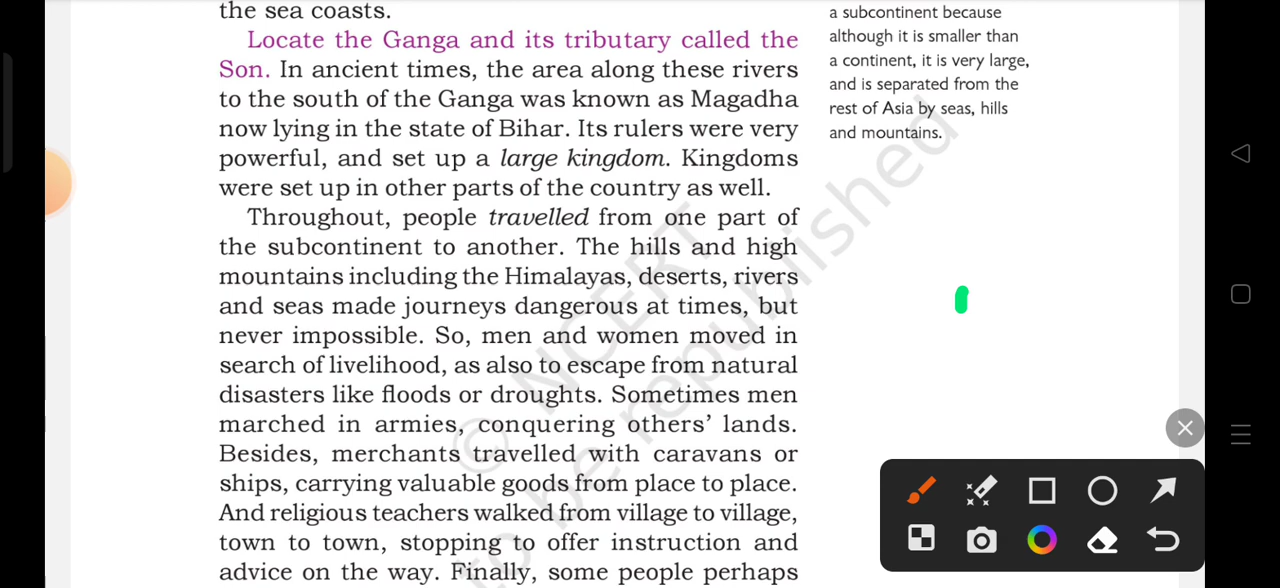 the sea coasts.
Locate the Ganga and its tributary called the
Son. In ancient times, the area along these rivers
to the south of the Ganga was known as Magadha
now lying in the state of Bihar. Its rulers were very
powerful, and set up a large kingdom. Kingdoms
were set up in other parts of the country as well.
Throughout, people travelled from one part of
the subcontinent to another. The hills and high
mountains including the Himalayas, deserts, rivers
and seas made journeys dangerous at times, but
never impossible. So, men and women moved in
search of livelihood, as also to escape from natural
disasters like floods or droughts. Sometimes men
marched in armies, conquering others’ lands.
Besides, merchants travelled with caravans or
ships, carrying valuable goods from place to place.
And religious teachers walked from village to village,
town to town, stopping to offer instruction and
advice on the way. Finally, some people perhaps
a subcontinent because
although it is smaller than
a continent, it is very large,
and is separated from the
rest of Asia by seas, hills
and mountains.
© NCERT
to be republished